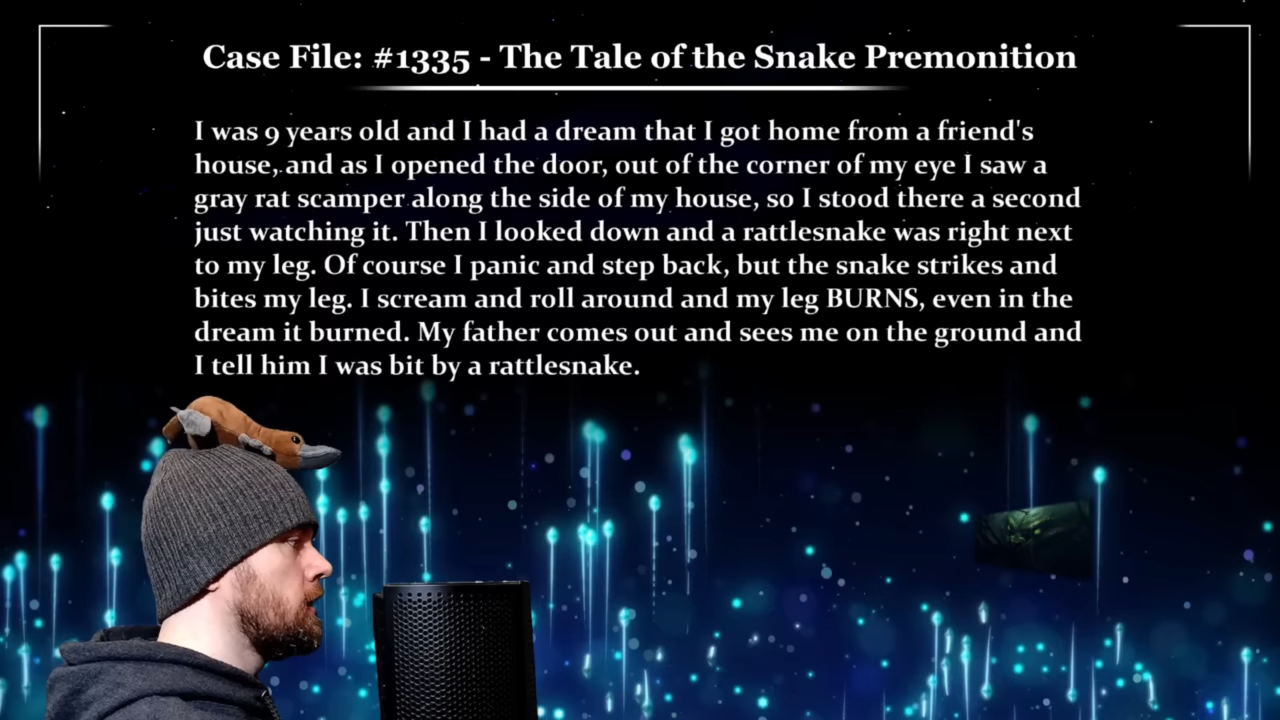 Case File: #1335 - The Tale of the Snake Premonition
I was 9 years old and I had a dream that I got home from a friend's
house, and as I opened the door, out of the corner of my eye I saw a
gray rat scamper along the side of my house, so I stood there a second
just watching it. Then I looked down and a rattlesnake was right next
to my leg. Of course I panic and step back, but the snake strikes and
bites my leg. I scream and roll around and my leg BURNS, even in the
dream it burned. My father comes out and sees me on the ground and
I tell him I was bit by a rattlesnake.